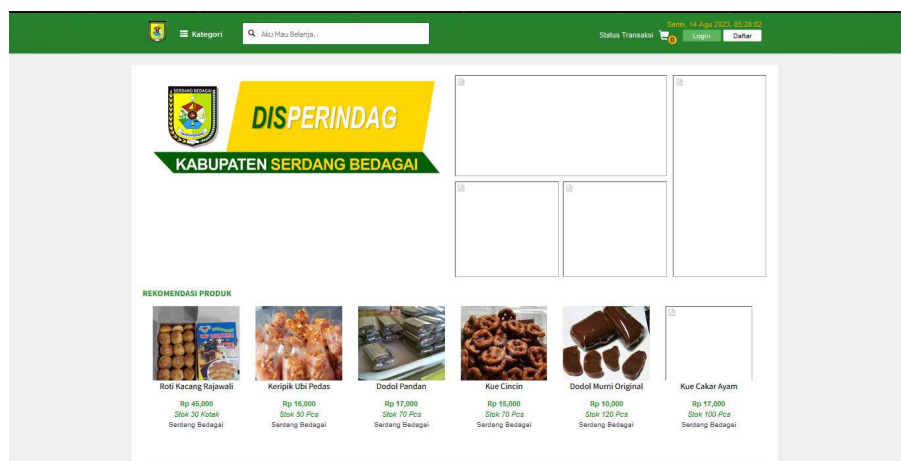 Senin, 14 Agu 2023, 05:28:02
Kategori
Aku Mau Belanja..
Status Transaksi
0
Login
Daftar
SERDANG BEDAGAI
DISPERINDAG
KABUPATEN SERDANG BEDAGAI
REKOMENDASI PRODUK
Roti Kacang Rajawali
Rp 45,000
Stok 30 Kotak
Serdang Bedagai
Keripik Ubi Pedas
Rp 16,000
Stok 50 Pcs
Serdang Bedagai
Dodol Pandan
Rp 17,000
Stok 70 Pcs
Serdang Bedagai
Kue Cincin
Rp 15,000
Stok 70 Pcs
Serdang Bedagai
Dodol Murni Original
Rp 10,000
Stok 120 Pcs
Serdang Bedagai
Kue Cakar Ayam
Rp 17,000
Stok 100 Pcs
Serdang Bedagai